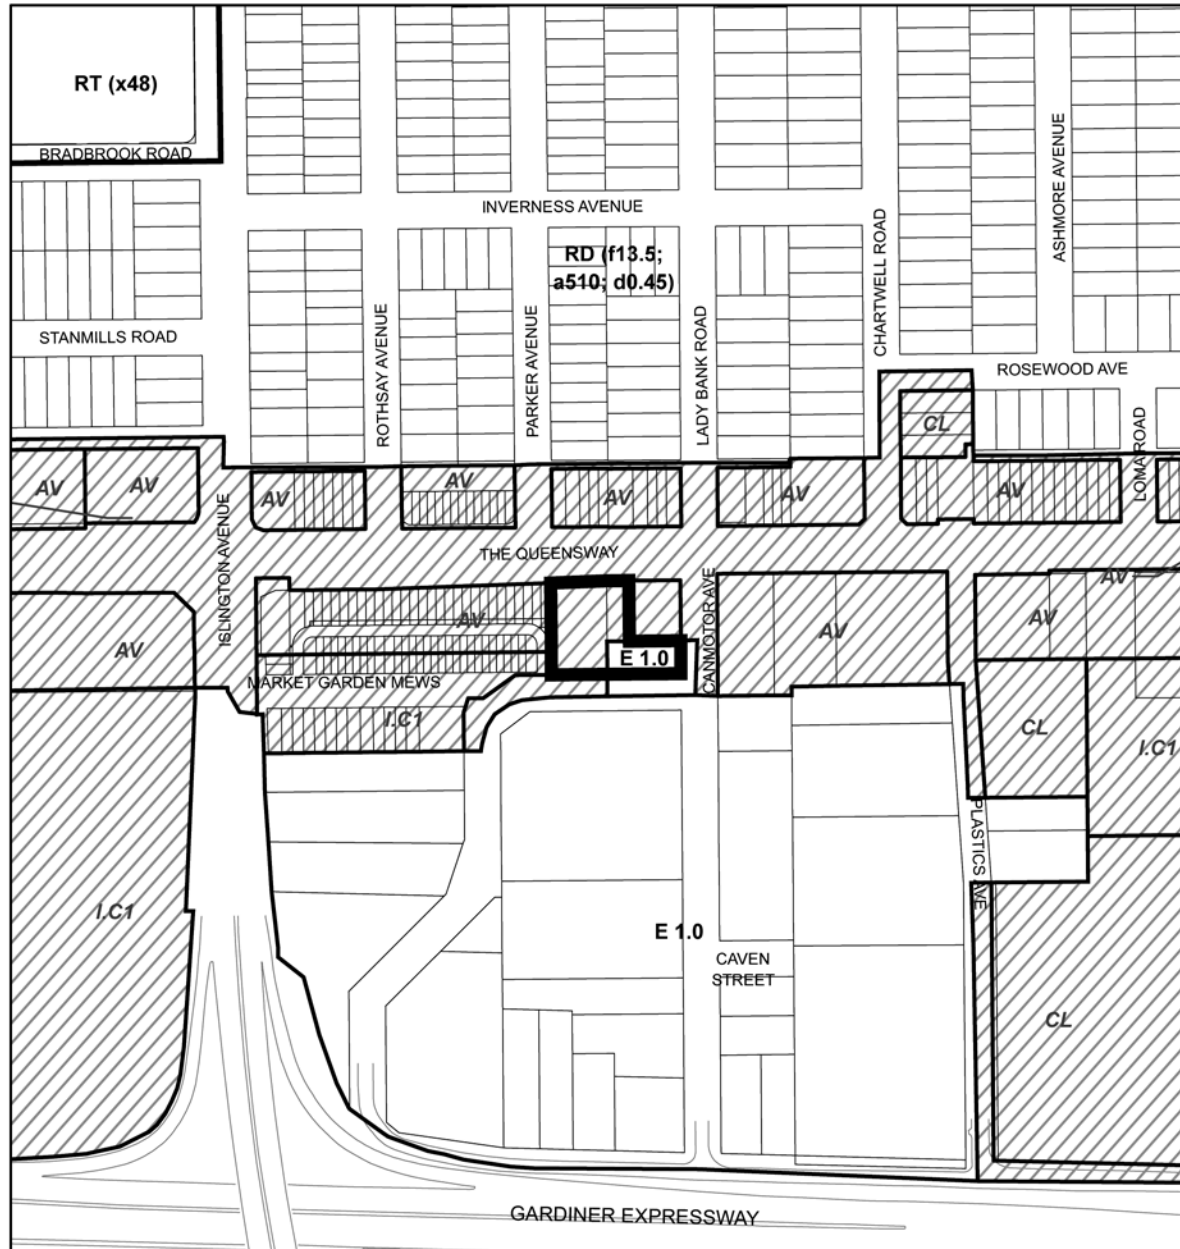 RT (x48)
BRADBROOK ROAD
INVERNESS AVENUE
ASHMORE AVENUE
CHARTWELL ROAD
RD (f13.5;
a510; d0.45)
STANMILLS ROAD
ROTHSAY AVENUE
PARKER AVENUE
LADY BANK ROAD
ROSEWOOD AVE
CL
LOMA ROAD
AV
AV
AV
AV
AV
AV
AV
ISLINGTON AVENUE
THE QUEENSWAY
CANMOTOR AVE
AV
AV
AV
AV
AV
E 1.0
MARKET GARDEN MEWS
I.C1
CL
I.C1
PLASTICS AVE
I.C1
E 1.0
CAVEN
STREET
CL
GARDINER EXPRESSWAY